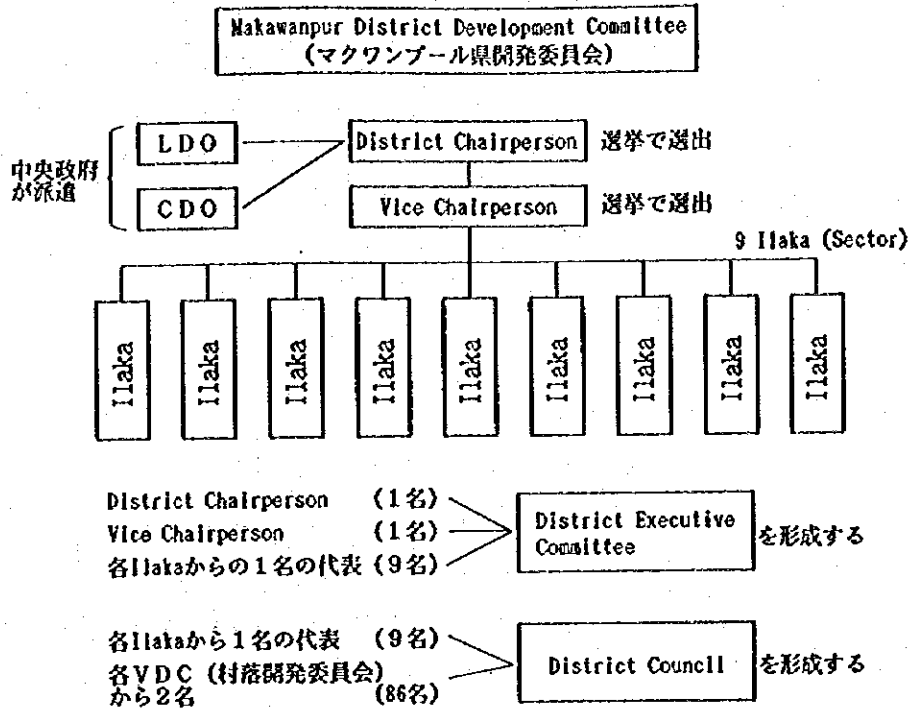 Makawanpur District Development Committee
(マクワンプール県開発委員会)
中央政府
が派遣
LDO
District Chairperson
選挙で選出
CDO
Vice Chairperson
選挙で選出
9 Ilaka (Sector)
Ilaka
Ilaka
Ilaka
Ilaka
Ilaka
Ilaka
Ilaka
Ilaka
Ilaka
District Chairperson (1名)
Vice Chairperson (1名)
各Ilakaからの1名の代表 (9名)
District Executive
Committee
を形成する
各Ilakaから1名の代表 (9名)
各VDC (村落開発委員会)
から2名 (86名)
District Council
を形成する